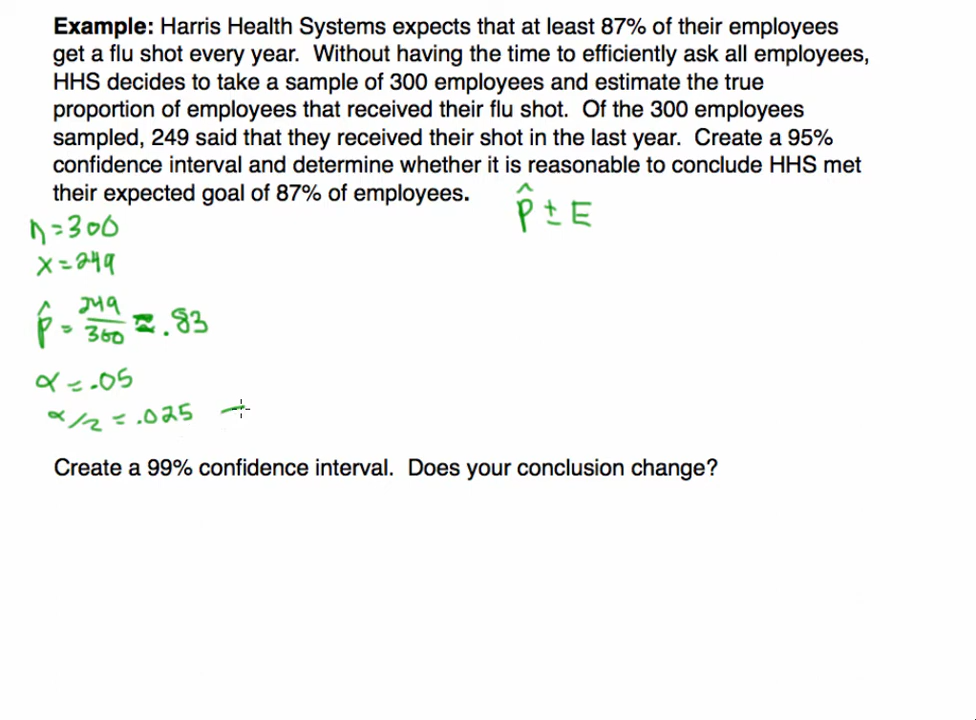 Example: Harris Health Systems expects that at least 87% of their employees
get a flu shot every year. Without having the time to efficiently ask all employees,
HHS decides to take a sample of 300 employees and estimate the true
proportion of employees that received their flu shot. Of the 300 employees
sampled, 249 said that they received their shot in the last year. Create a 95%
confidence interval and determine whether it is reasonable to conclude HHS met
their expected goal of 87% of employees.
p̂ ± E
n = 300
x = 249
p̂ = 249/300 ≈ .83
α = .05
α/2 = .025
Create a 99% confidence interval. Does your conclusion change?